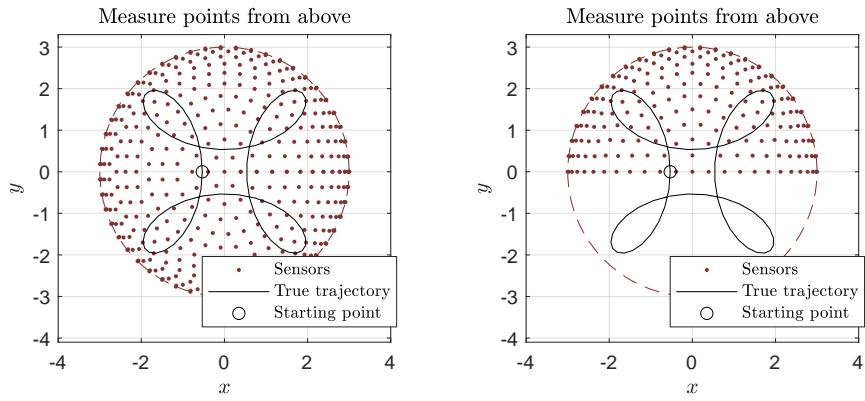 Measure points from above
3
2
1
0
-1
-2
-3
-4
y
Sensors
True trajectory
Starting point
-4 -2 0 2 4
x
Measure points from above
3
2
1
0
-1
-2
-3
-4
y
Sensors
True trajectory
Starting point
-4 -2 0 2 4
x